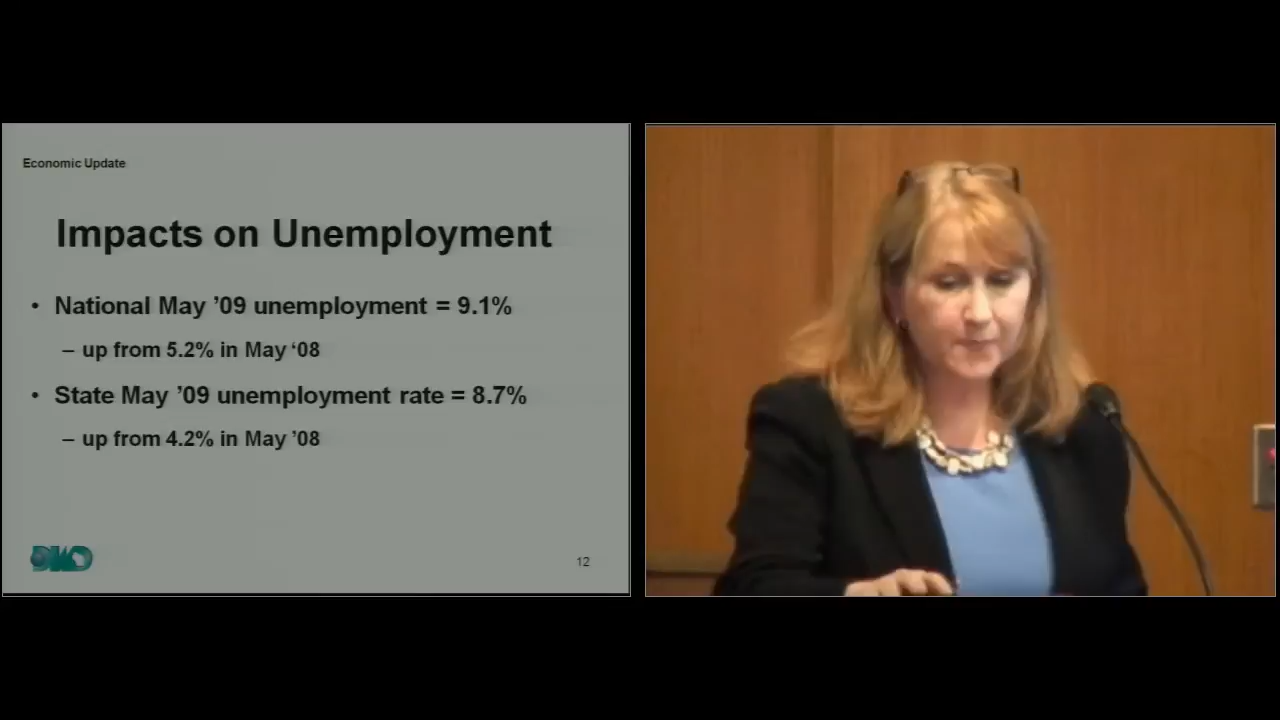 Economic Update
Impacts on Unemployment
• National May ’09 unemployment = 9.1%
– up from 5.2% in May ‘08
• State May ’09 unemployment rate = 8.7%
– up from 4.2% in May ’08
12